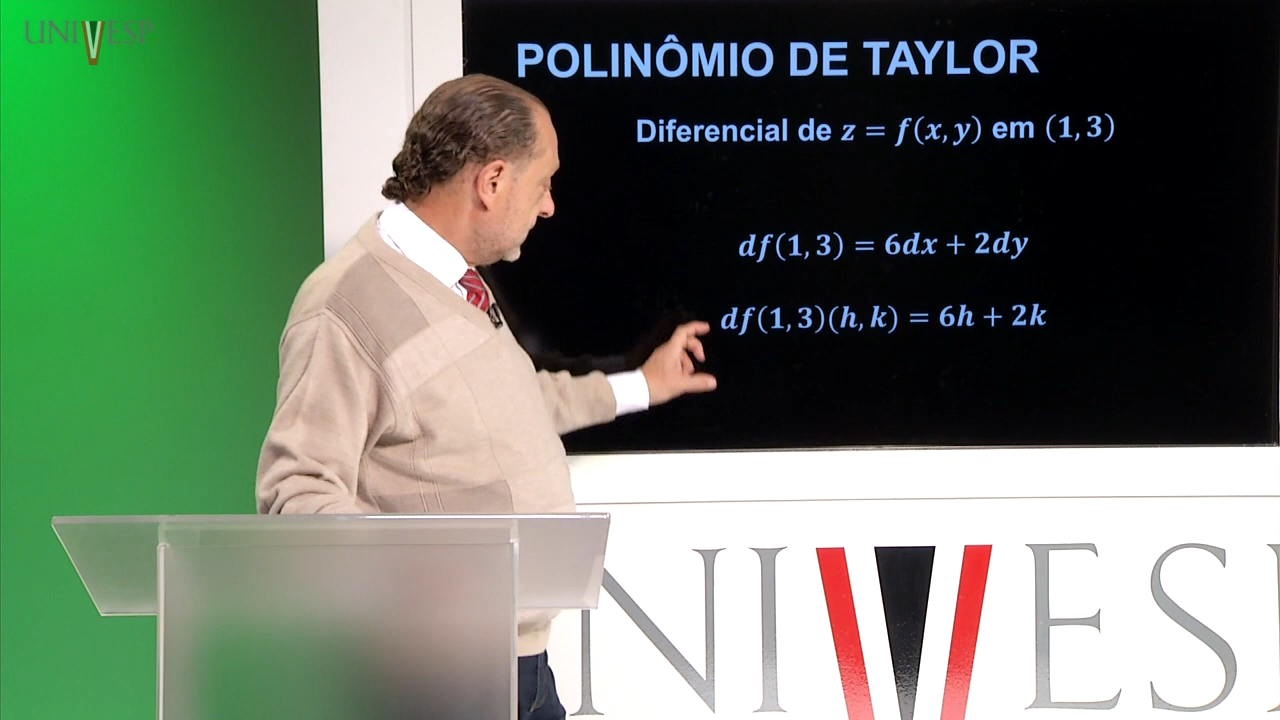 UNIVESP
POLINÔMIO DE TAYLOR
Diferencial de z = f(x, y) em (1, 3)
df(1, 3) = 6dx + 2dy
df(1, 3)(h, k) = 6h + 2k
NIVES